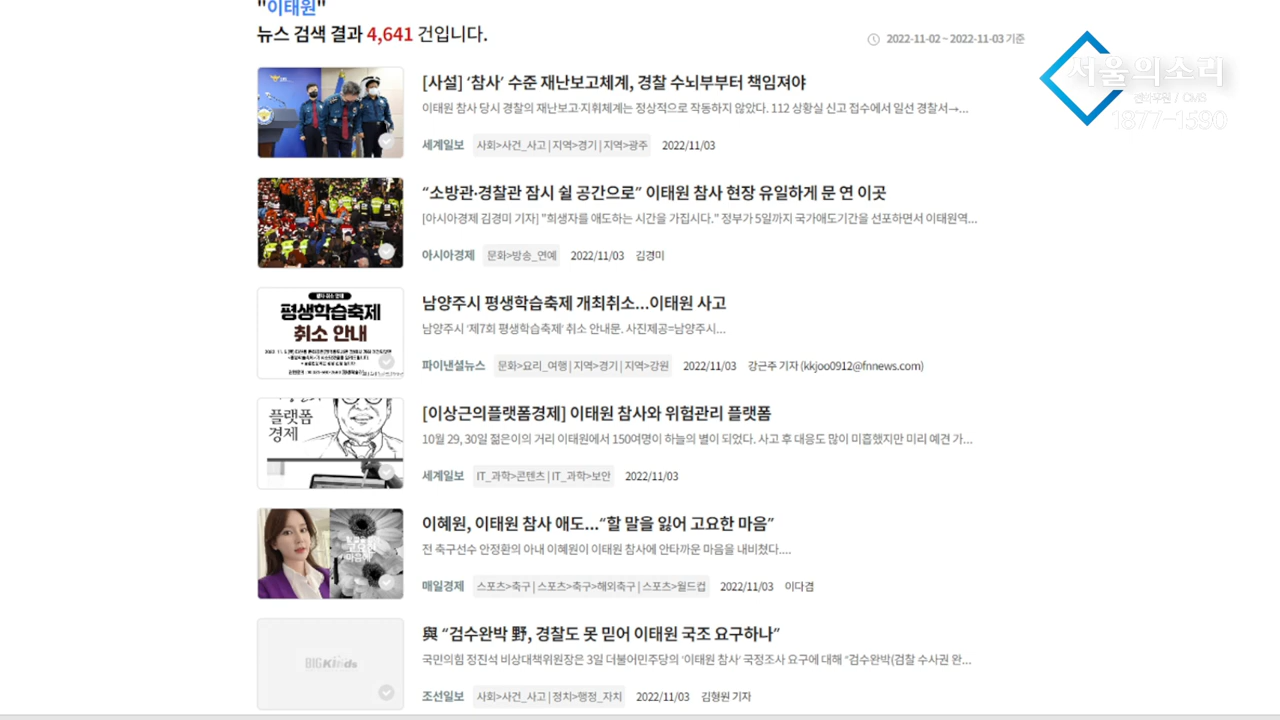 "이태원"
뉴스 검색 결과 4,641 건입니다.
2022-11-02 ~ 2022-11-03 기준
서울의소리
1877-1580
[사설] ‘참사’ 수준 재난보고체계, 경찰 수뇌부부터 책임져야
이태원 참사 당시 경찰의 재난보고·지휘체계는 정상적으로 작동하지 않았다. 112 상황실 신고 접수에서 일선 경찰서→...
세계일보 사회>사건_사고 | 지역>경기 | 지역>광주 2022/11/03
“소방관·경찰관 잠시 쉴 공간으로” 이태원 참사 현장 유일하게 문 연 이곳
[아시아경제 김경미 기자] "희생자를 애도하는 시간을 가집시다." 정부가 5일까지 국가애도기간을 선포하면서 이태원역...
아시아경제 문화>방송_연예 2022/11/03 김경미
평생학습축제
취소 안내
남양주시 평생학습축제 개최취소...이태원 사고
남양주시 ‘제7회 평생학습축제’ 취소 안내문. 사진제공=남양주시...
파이낸셜뉴스 문화>요리_여행 | 지역>경기 | 지역>강원 2022/11/03 강근주 기자 (kkjoo0912@fnnews.com)
플랫폼
경제
[이상근의플랫폼경제] 이태원 참사와 위험관리 플랫폼
10월 29, 30일 젊은이의 거리 이태원에서 150여명이 하늘의 별이 되었다. 사고 후 대응도 많이 미흡했지만 미리 예견 가...
세계일보 IT_과학>콘텐츠 | IT_과학>보안 2022/11/03
이혜원, 이태원 참사 애도...“할 말을 잃어 고요한 마음”
전 축구선수 안정환의 아내 이혜원이 이태원 참사에 안타까운 마음을 내비쳤다....
매일경제 스포츠>축구 | 스포츠>축구>해외축구 | 스포츠>월드컵 2022/11/03 이다겸
BIGKinds
與 “검수완박 野, 경찰도 못 믿어 이태원 국조 요구하나”
국민의힘 정진석 비상대책위원장은 3일 더불어민주당의 ‘이태원 참사’ 국정조사 요구에 대해 “검수완박(검찰 수사권 완...
조선일보 사회>사건_사고 | 정치>행정_자치 2022/11/03 김형원 기자